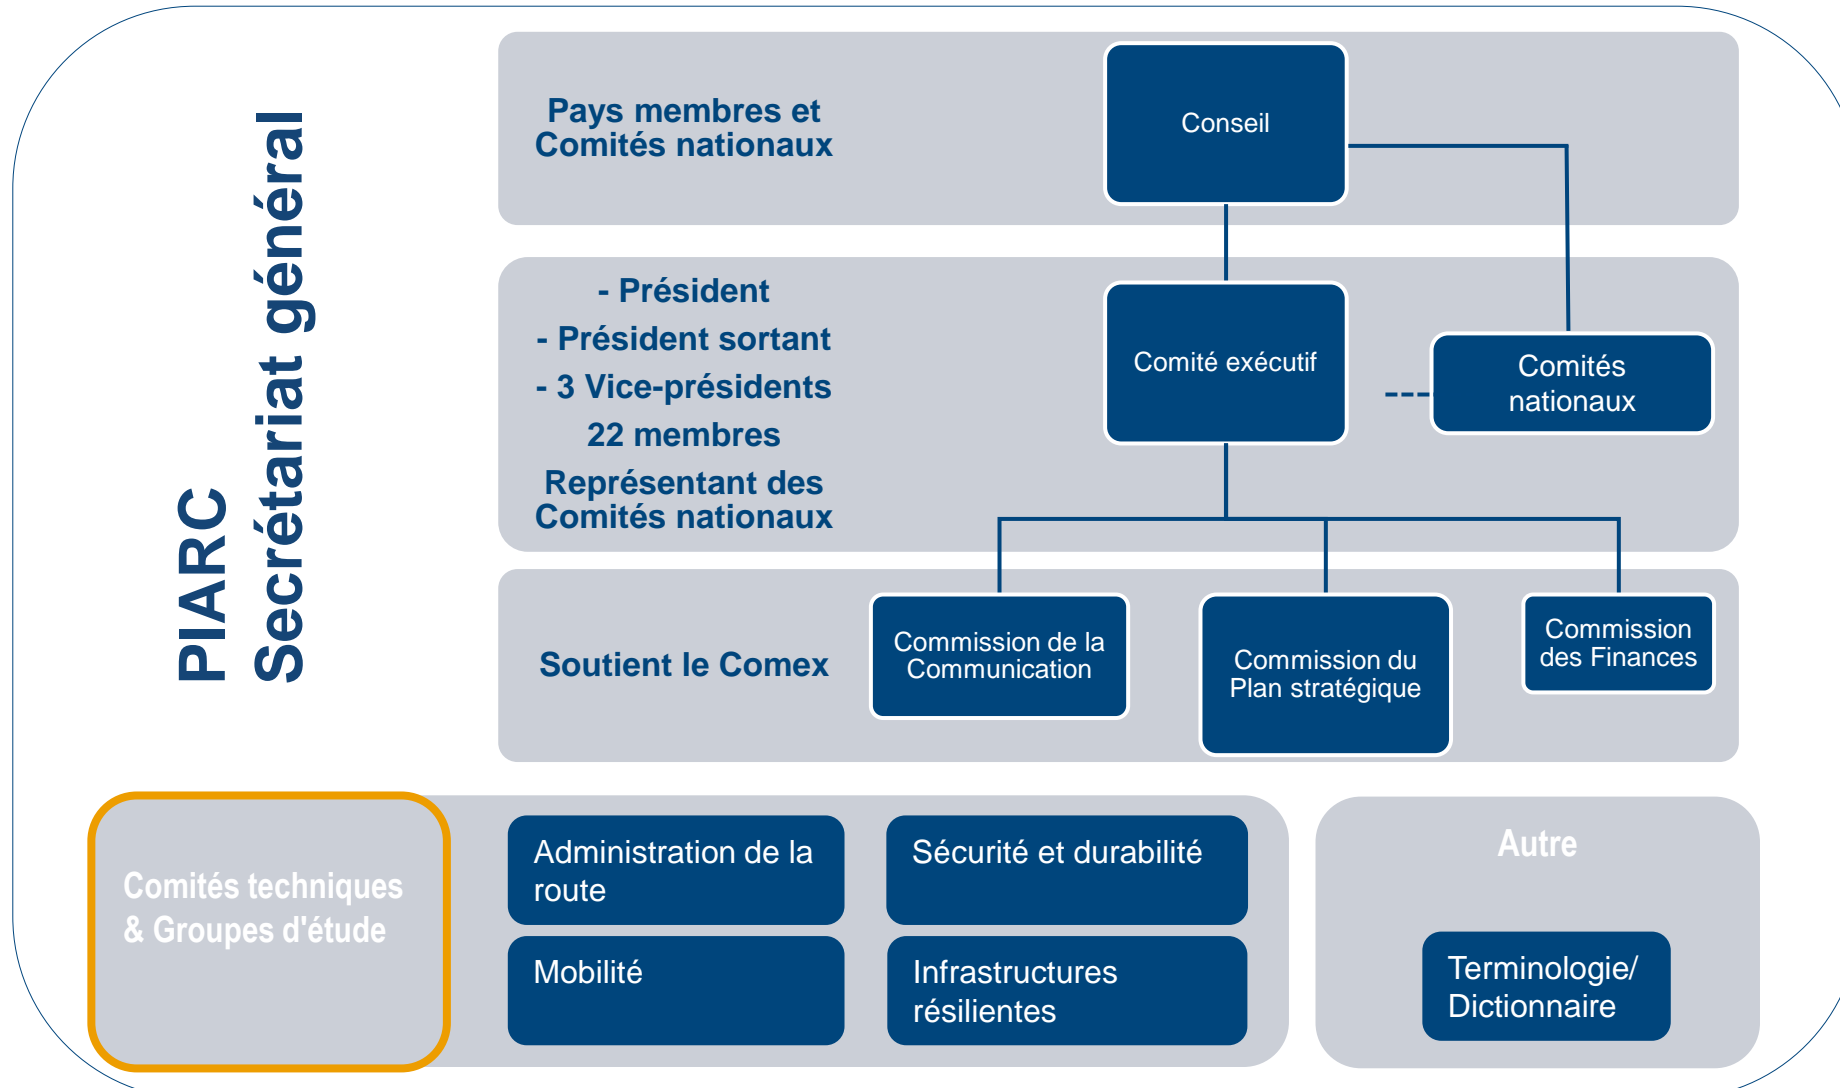 PIARC
Secrétariat général
Pays membres et
Comités nationaux
Conseil
- Président
- Président sortant
- 3 Vice-présidents
22 membres
Représentant des
Comités nationaux
Comité exécutif
Comités
nationaux
Soutient le Comex
Commission de la
Communication
Commission du
Plan stratégique
Commission
des Finances
Comités techniques
& Groupes d'étude
Administration de la
route
Sécurité et durabilité
Mobilité
Infrastructures
résilientes
Autre
Terminologie/
Dictionnaire